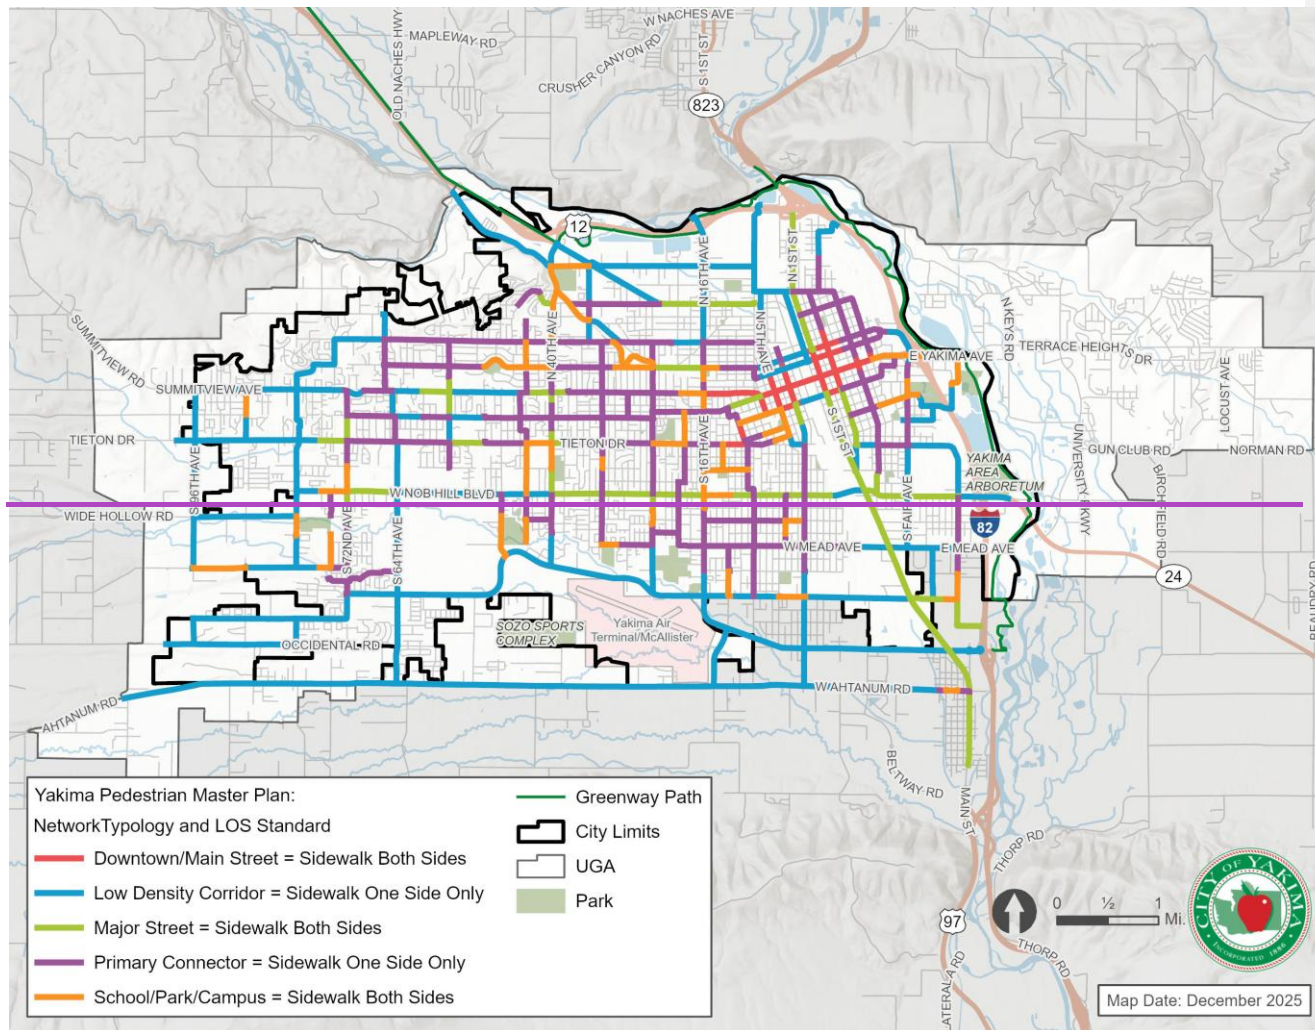 W NACHES AVE
MAPLEWAY RD
OLD NACHES HWY
CRUSHER CANYON RD
S 1ST ST
823
12
N 16TH AVE
N 1ST ST
N 40TH AVE
N 5TH AVE
N KEYS RD
E YAKIMA AVE
TERRACE HEIGHTS DR
SUMMITVIEW RD
SUMMITVIEW AVE
LOCUST AVE
TIETON DR
TIETON DR
S 1ST ST
S 16TH AVE
GUN CLUB RD
NORMAN RD
YAKIMA
AREA
ARBORETUM
UNIVERSITY PKWY
BIRCHFIELD RD
S 96TH AVE
W NOB HILL BLVD
WIDE HOLLOW RD
S 72ND AVE
S 64TH AVE
S FAIR AVE
82
W MEAD AVE
E MEAD AVE
24
BEAUDRY RD
SOZO SPORTS
COMPLEX
Yakima Air
Terminal/McAllister
OCCIDENTAL RD
AHTANUM RD
W AHTANUM RD
BELTWAY RD
MAIN ST
THORP RD
THORP RD
97
LATERAL A RD
Yakima Pedestrian Master Plan:
NetworkTypology and LOS Standard
Downtown/Main Street = Sidewalk Both Sides
Low Density Corridor = Sidewalk One Side Only
Major Street = Sidewalk Both Sides
Primary Connector = Sidewalk One Side Only
School/Park/Campus = Sidewalk Both Sides
Greenway Path
City Limits
UGA
Park
0 ½ 1
Mi.
CITY OF YAKIMA
INCORPORATED 1886
Map Date: December 2025